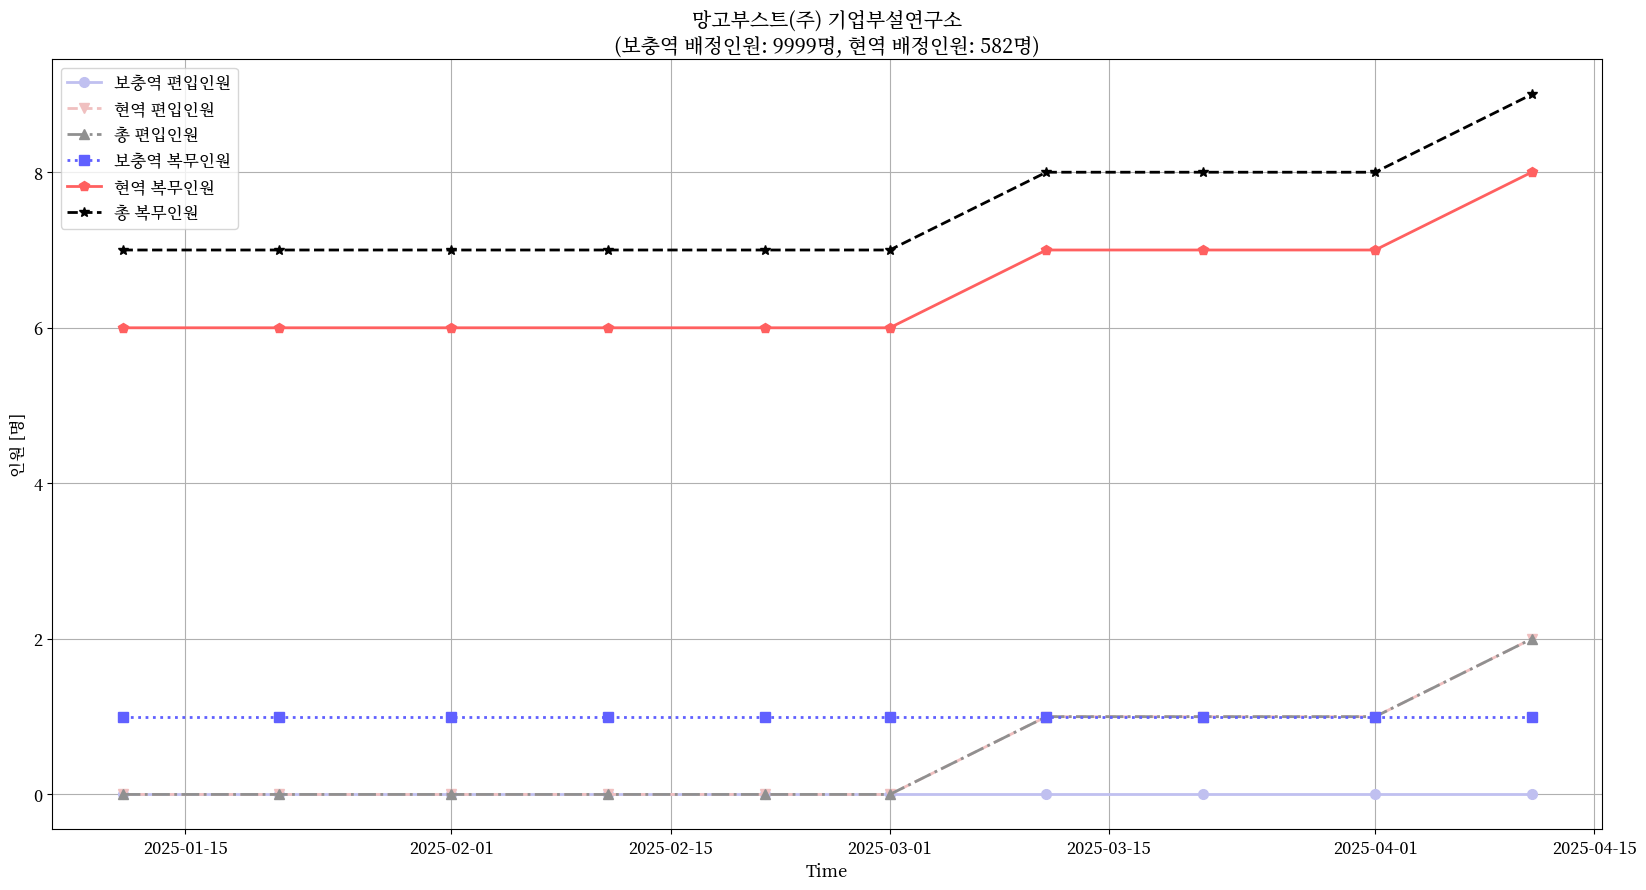 망고부스트(주) 기업부설연구소
(보충역 배정인원: 9999명, 현역 배정인원: 582명)
보충역 편입인원
현역 편입인원
총 편입인원
보충역 복무인원
현역 복무인원
총 복무인원
인원 [명]
8
6
4
2
0
2025-01-15 2025-02-01 2025-02-15 2025-03-01 2025-03-15 2025-04-01 2025-04-15
Time